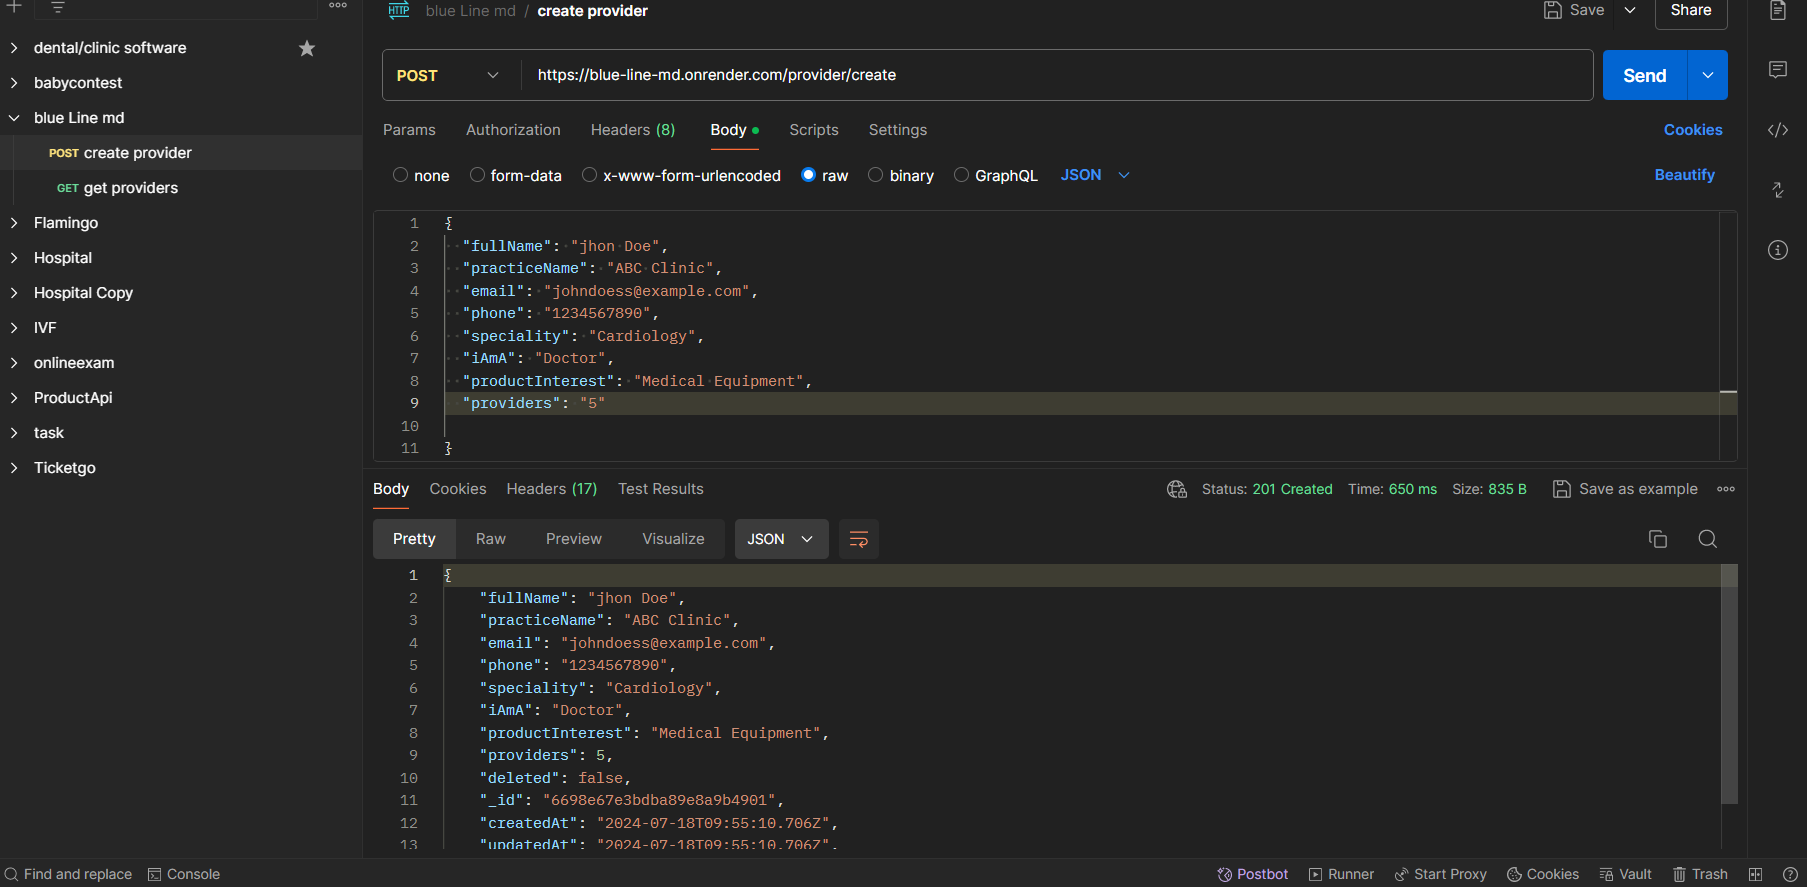 HTTP blue Line md / create provider
Save Share
dental/clinic software
babycontest
blue Line md
POST create provider
GET get providers
Flamingo
Hospital
Hospital Copy
IVF
onlineexam
ProductApi
task
Ticketgo
POST https://blue-line-md.onrender.com/provider/create Send
Params Authorization Headers (8) Body Scripts Settings Cookies
none form-data x-www-form-urlencoded raw binary GraphQL JSON Beautify
1 {
2 "fullName": "jhon Doe",
3 "practiceName": "ABC Clinic",
4 "email": "johndoess@example.com",
5 "phone": "1234567890",
6 "speciality": "Cardiology",
7 "iAmA": "Doctor",
8 "productInterest": "Medical Equipment",
9 "providers": "5"
10
11 }
Body Cookies Headers (17) Test Results Status: 201 Created Time: 650 ms Size: 835 B Save as example
Pretty Raw Preview Visualize JSON
1 {
2 "fullName": "jhon Doe",
3 "practiceName": "ABC Clinic",
4 "email": "johndoess@example.com",
5 "phone": "1234567890",
6 "speciality": "Cardiology",
7 "iAmA": "Doctor",
8 "productInterest": "Medical Equipment",
9 "providers": 5,
10 "deleted": false,
11 "_id": "6698e67e3bdba89e8a9b4901",
12 "createdAt": "2024-07-18T09:55:10.706Z",
13 "updatedAt": "2024-07-18T09:55:10.706Z",
Find and replace Console Postbot Runner Start Proxy Cookies Vault Trash